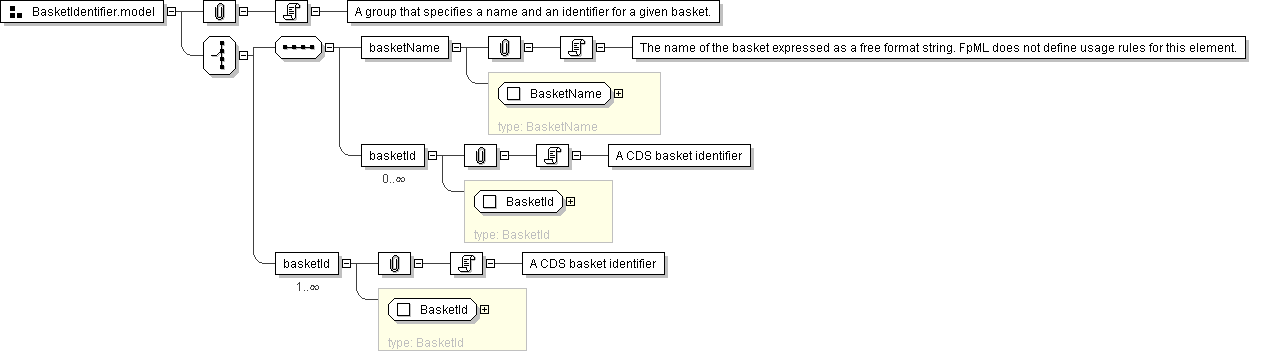 BasketIdentifier.model
A group that specifies a name and an identifier for a given basket.
basketName
The name of the basket expressed as a free format string. FpML does not define usage rules for this element.
BasketName
type: BasketName
basketId
A CDS basket identifier
0..∞
BasketId
type: BasketId
basketId
A CDS basket identifier
1..∞
BasketId
type: BasketId